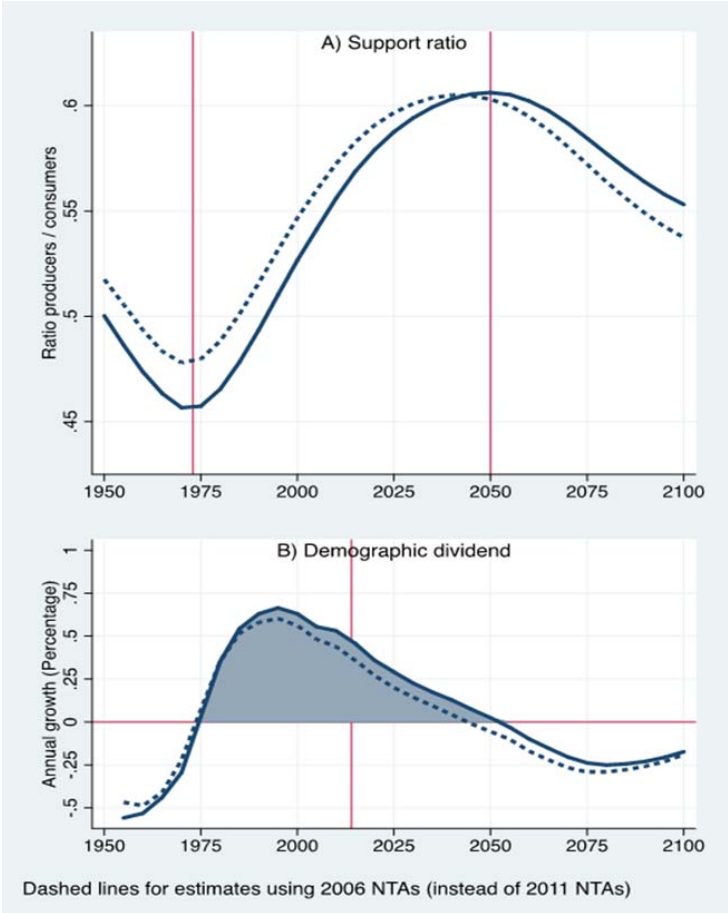 A) Support ratio
Ratio producers / consumers
.6
.55
.5
.45
1950 1975 2000 2025 2050 2075 2100
B) Demographic dividend
Annual growth (Percentage)
1
.75
.5
.25
0
-.25
-.5
1950 1975 2000 2025 2050 2075 2100
Dashed lines for estimates using 2006 NTAs (instead of 2011 NTAs)